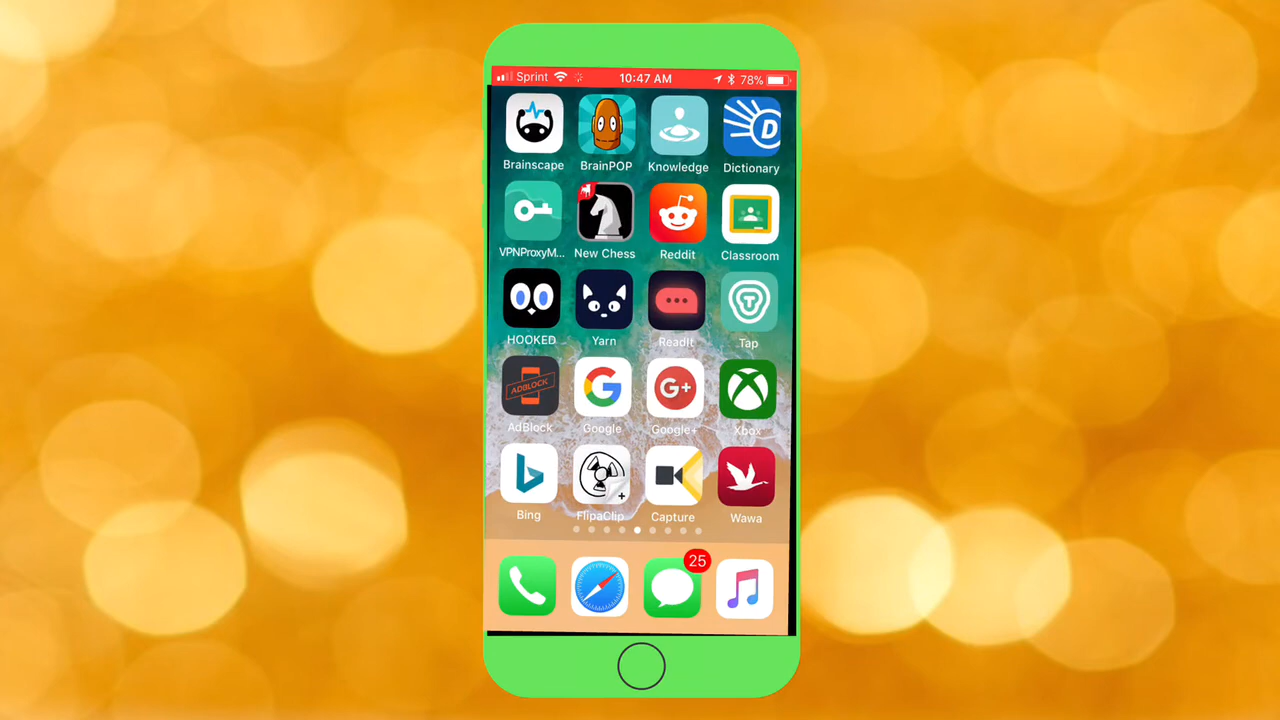 Sprint 10:47 AM 78%
Brainscape BrainPOP Knowledge Dictionary
D
VPNProxyM... New Chess Reddit Classroom
T
HOOKED Yarn ReadIt Tap
ADBLOCK G G+
AdBlock Google Google+ Xbox
Bing FlipaClip Capture Wawa
25